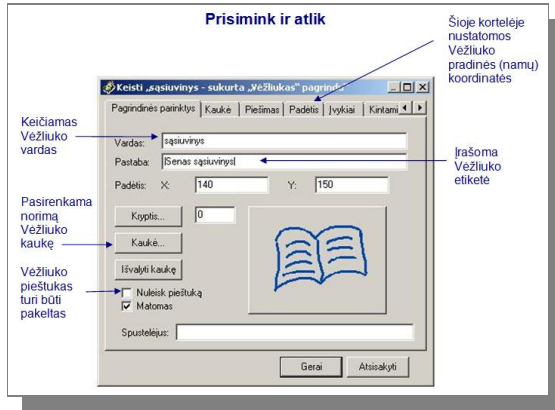 Prisimink ir atlik
Šioje kortelėje
nustatomos
Vėžliuko
pradinės (namų)
koordinatės
Keisti „sąsiuvinys - sukurta „Vėžliukas" pagrindu"
Pagrindinės parinktys Kaukė Piešimas Padėtis Įvykiai Kintami
Keičiamas
Vėžliuko
vardas
Vardas: sąsiuvinys
Pastaba: |Senas sąsiuvinys|
Įrašoma
Vėžliuko
etiketė
Padėtis: X: 140 Y: 150
Pasirenkama
norimą
Vėžliuko
kaukę
Kryptis... 0
Kaukė...
Išvalyti kaukę
Vėžliuko
pieštukas
turi būti
pakeltas
Nuleisk pieštuką
Matomas
Spustelėjus:
Gerai Atsisakyti